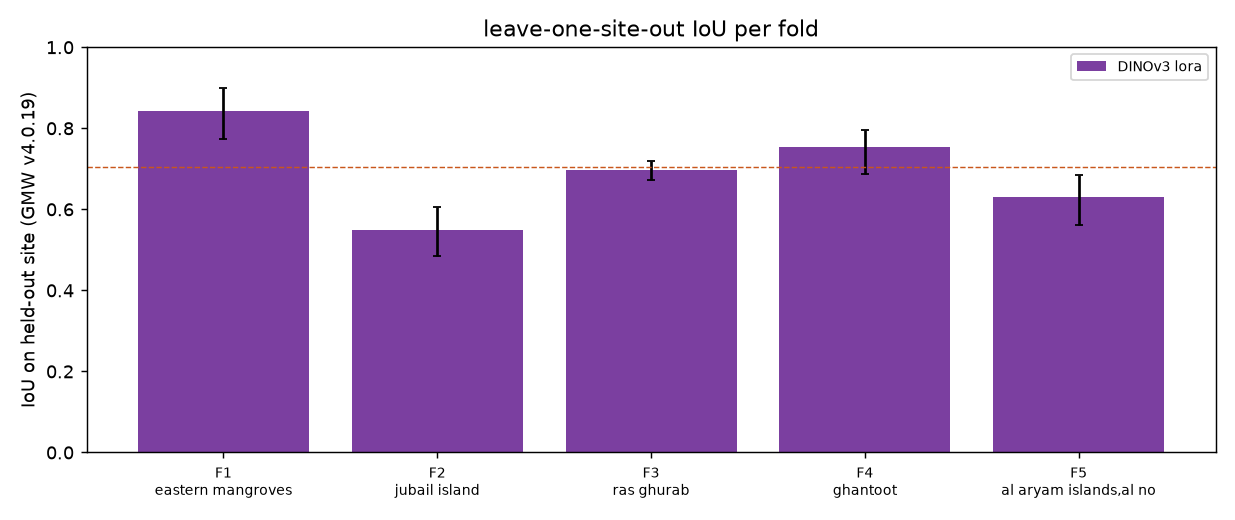 leave-one-site-out IoU per fold
DINOv3 lora
IoU on held-out site (GMW v4.0.19)
1.0
0.8
0.6
0.4
0.2
0.0
F1
eastern mangroves
F2
jubail island
F3
ras ghurab
F4
ghantoot
F5
al aryam islands,al no